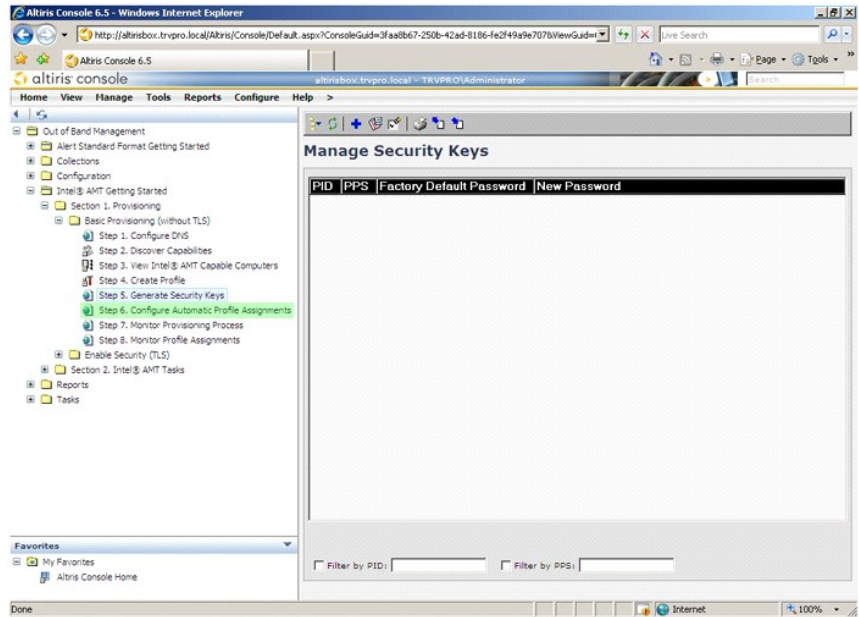 Altiris Console 6.5 - Windows Internet Explorer
http://altirisbox.trvpro.local/Altiris/Console/Default.aspx?ConsoleGuid=3faa8b67-250b-42ad-8186-fe2f49a9e707&ViewGuid=
Live Search
Altiris Console 6.5
Page
Tools
altiris console
altirisbox.trvpro.local - TRVPRO\Administrator
Search
Home View Manage Tools Reports Configure Help >
Out of Band Management
Alert Standard Format Getting Started
Collections
Configuration
Intel® AMT Getting Started
Section 1. Provisioning
Basic Provisioning (without TLS)
Step 1. Configure DNS
Step 2. Discover Capabilities
Step 3. View Intel® AMT Capable Computers
Step 4. Create Profile
Step 5. Generate Security Keys
Step 6. Configure Automatic Profile Assignments
Step 7. Monitor Provisioning Process
Step 8. Monitor Profile Assignments
Enable Security (TLS)
Section 2. Intel® AMT Tasks
Reports
Tasks
Manage Security Keys
PID PPS Factory Default Password New Password
Favorites
My Favorites
Altiris Console Home
Filter by PID:
Filter by PPS:
Done
Internet
100%